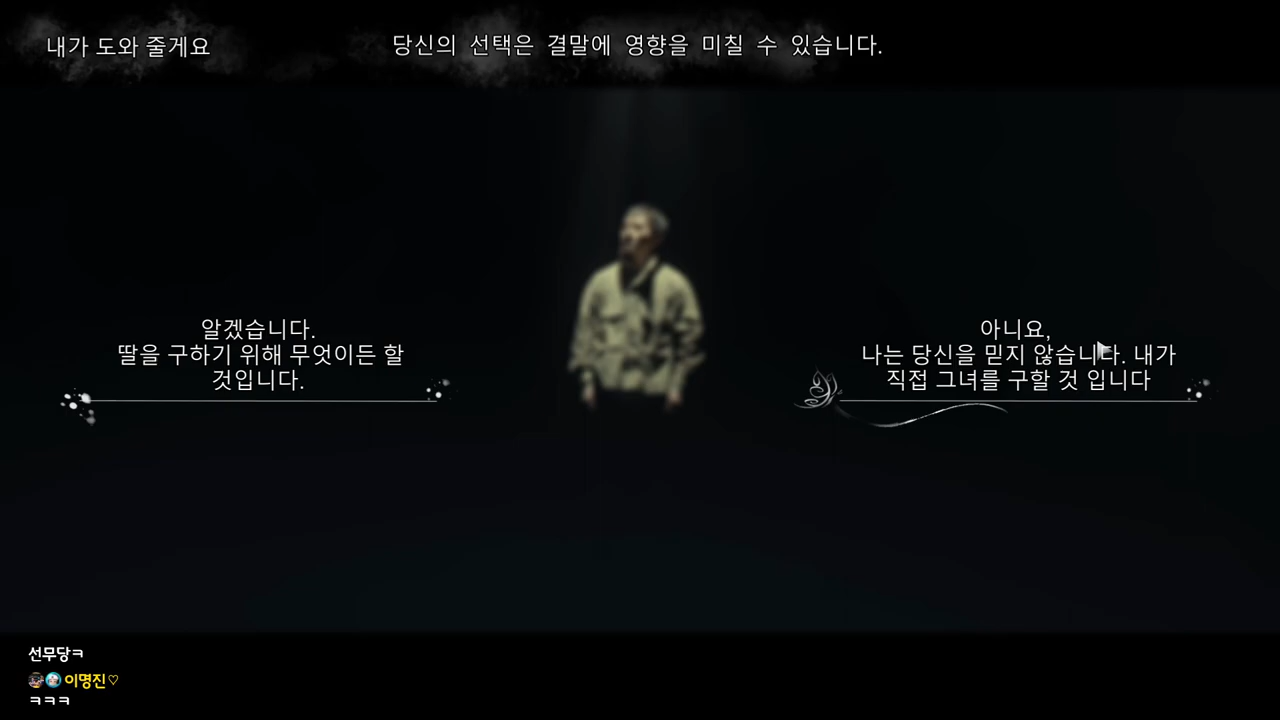 내가 도와 줄게요
당신의 선택은 결말에 영향을 미칠 수 있습니다.
알겠습니다.
딸을 구하기 위해 무엇이든 할
것입니다.
아니요,
나는 당신을 믿지 않습니다. 내가
직접 그녀를 구할 것 입니다
선무당ㅋ
이명진♡
ㅋㅋㅋ